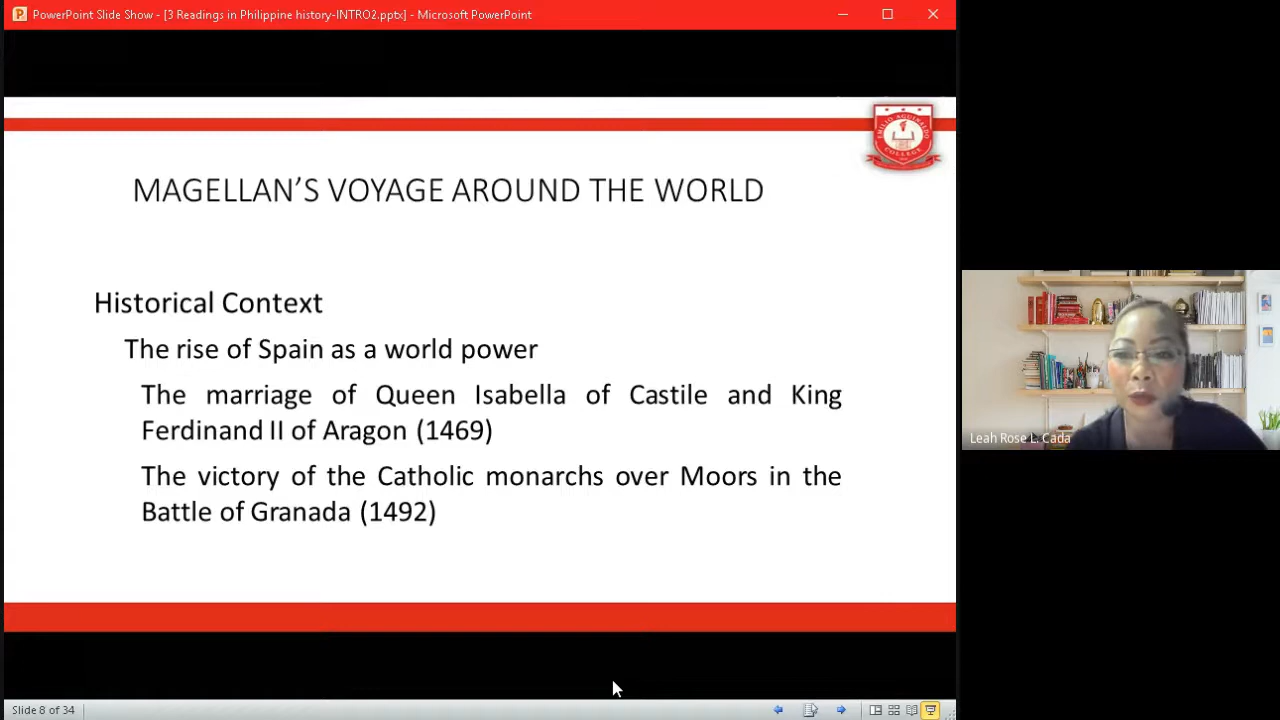 PowerPoint Slide Show - [3 Readings in Philippine history-INTRO2.pptx] - Microsoft PowerPoint
EMILIO AGUINALDO
COLLEGE
MAGELLAN’S VOYAGE AROUND THE WORLD
Historical Context
The rise of Spain as a world power
The marriage of Queen Isabella of Castile and King
Ferdinand II of Aragon (1469)
The victory of the Catholic monarchs over Moors in the
Battle of Granada (1492)
Leah Rose L. Cada
Slide 8 of 34